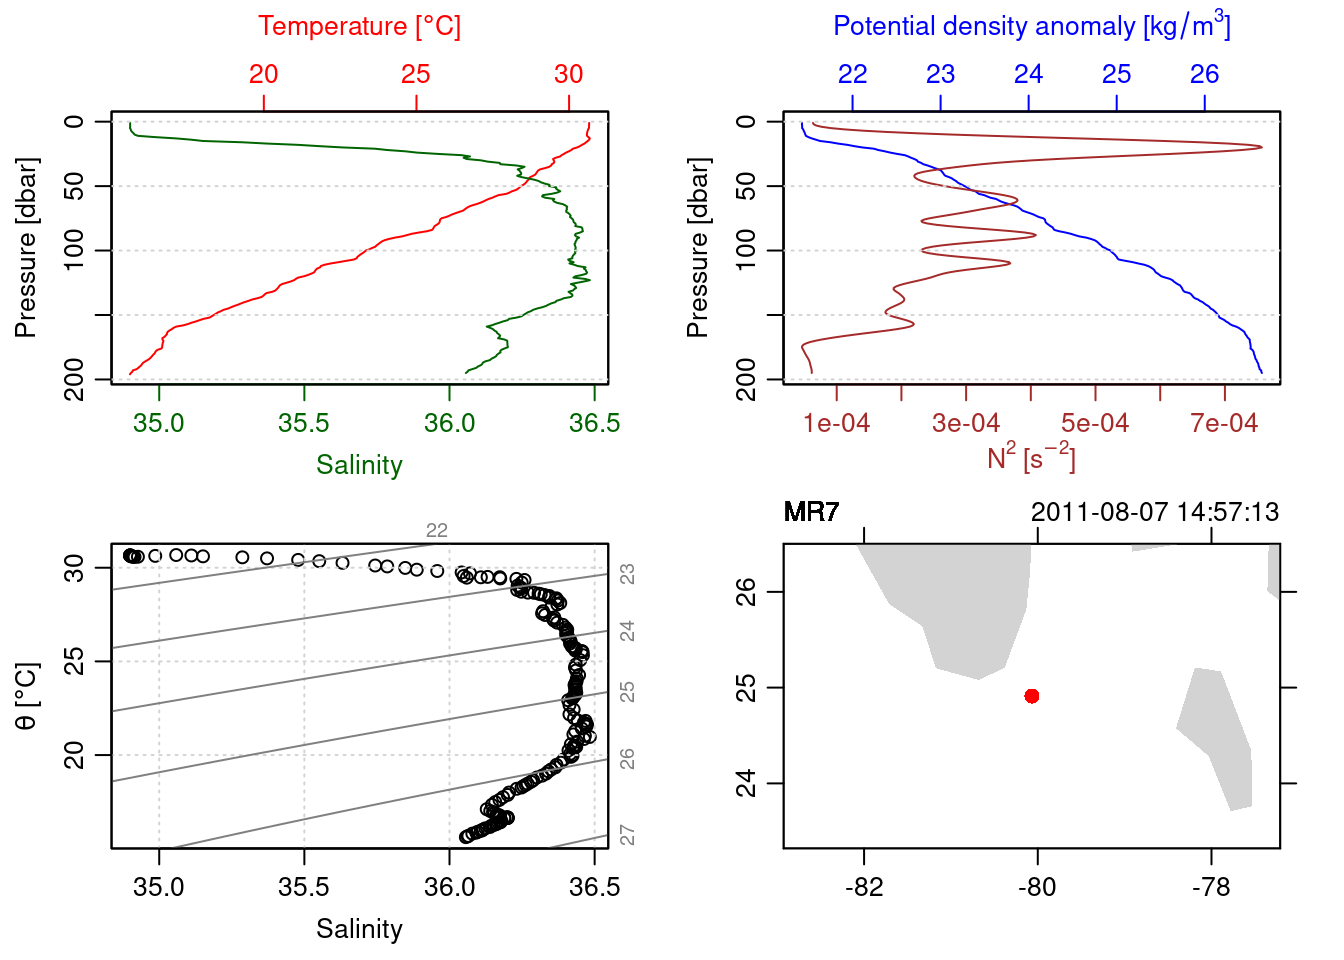 Temperature [°C]
20 25 30
Pressure [dbar]
0 50 100 200
35.0 35.5 36.0 36.5
Salinity
Potential density anomaly [kg/m³]
22 23 24 25 26
Pressure [dbar]
0 50 100 200
1e-04 3e-04 5e-04 7e-04
N² [s⁻²]
22
θ [°C]
30 25 20
23
24
25
26
27
35.0 35.5 36.0 36.5
Salinity
MR7 2011-08-07 14:57:13
26
25
24
-82 -80 -78